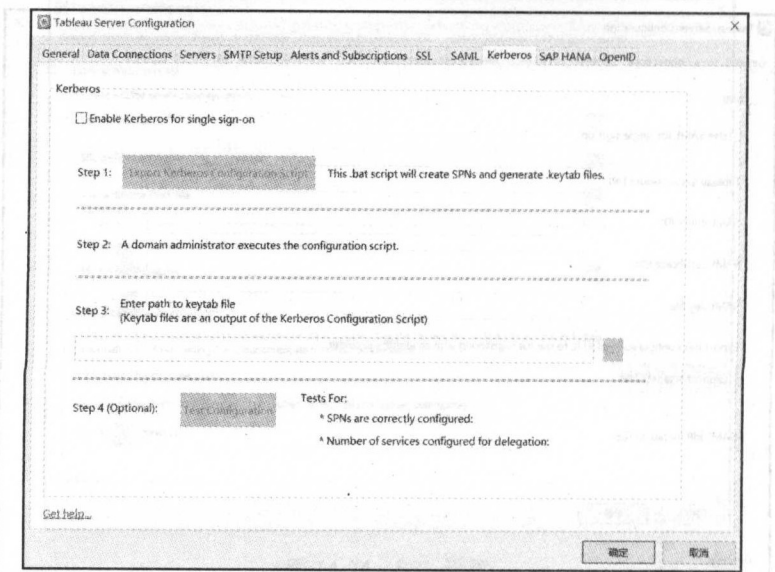 Tableau Server Configuration
General Data Connections Servers SMTP Setup Alerts and Subscriptions SSL SAML Kerberos SAP HANA OpenID
Kerberos
Enable Kerberos for single sign-on
Step 1: Export Kerberos Configuration Script This .bat script will create SPNs and generate .keytab files.
Step 2: A domain administrator executes the configuration script.
Step 3: Enter path to keytab file
(Keytab files are an output of the Kerberos Configuration Script)
Step 4 (Optional): Test Configuration Tests For:
* SPNs are correctly configured:
* Number of services configured for delegation:
Get help...
确定 取消